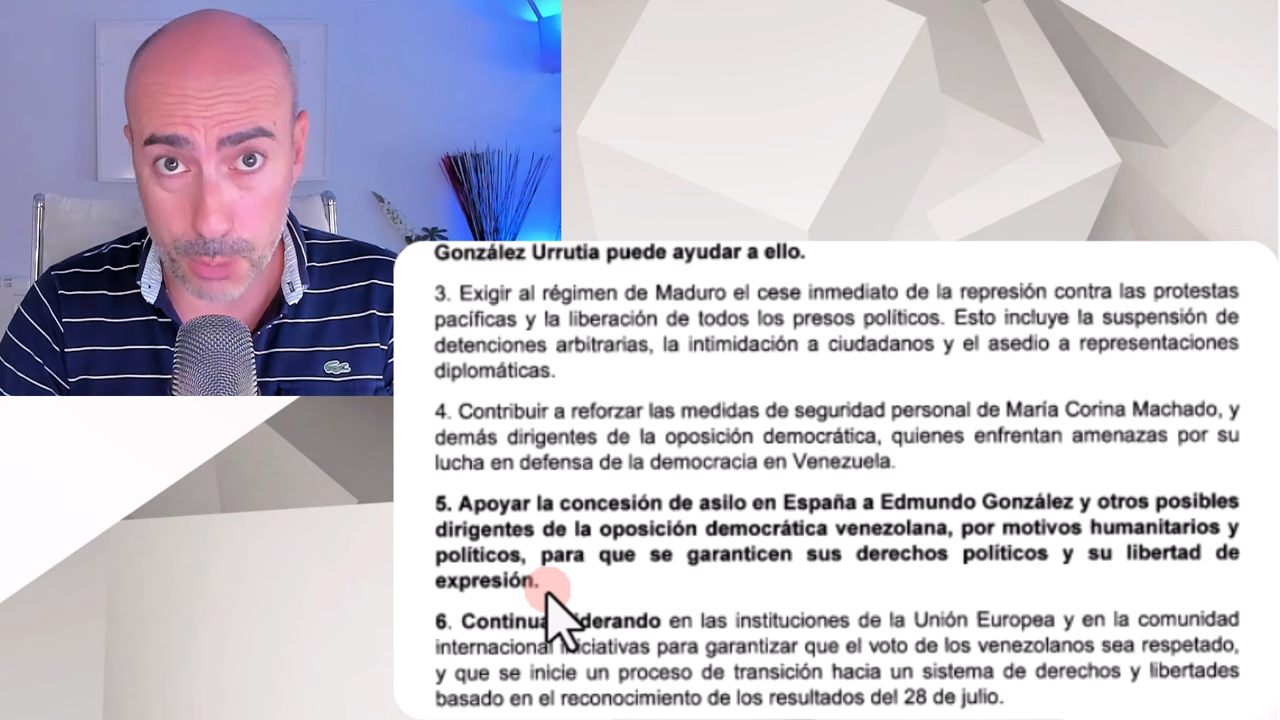 González Urrutia puede ayudar a ello.
3. Exigir al régimen de Maduro el cese inmediato de la represión contra las protestas
pacíficas y la liberación de todos los presos políticos. Esto incluye la suspensión de
detenciones arbitrarias, la intimidación a ciudadanos y el asedio a representaciones
diplomáticas.
4. Contribuir a reforzar las medidas de seguridad personal de María Corina Machado, y
demás dirigentes de la oposición democrática, quienes enfrentan amenazas por su
lucha en defensa de la democracia en Venezuela.
5. Apoyar la concesión de asilo en España a Edmundo González y otros posibles
dirigentes de la oposición democrática venezolana, por motivos humanitarios y
políticos, para que se garanticen sus derechos políticos y su libertad de
expresión.
6. en las instituciones de la Unión Europea y en la comunidad
internacional para garantizar que el voto de los venezolanos sea respetado,
y que se inicie un proceso de transición hacia un sistema de derechos y libertades
basado en el reconocimiento de los resultados del 28 de julio.